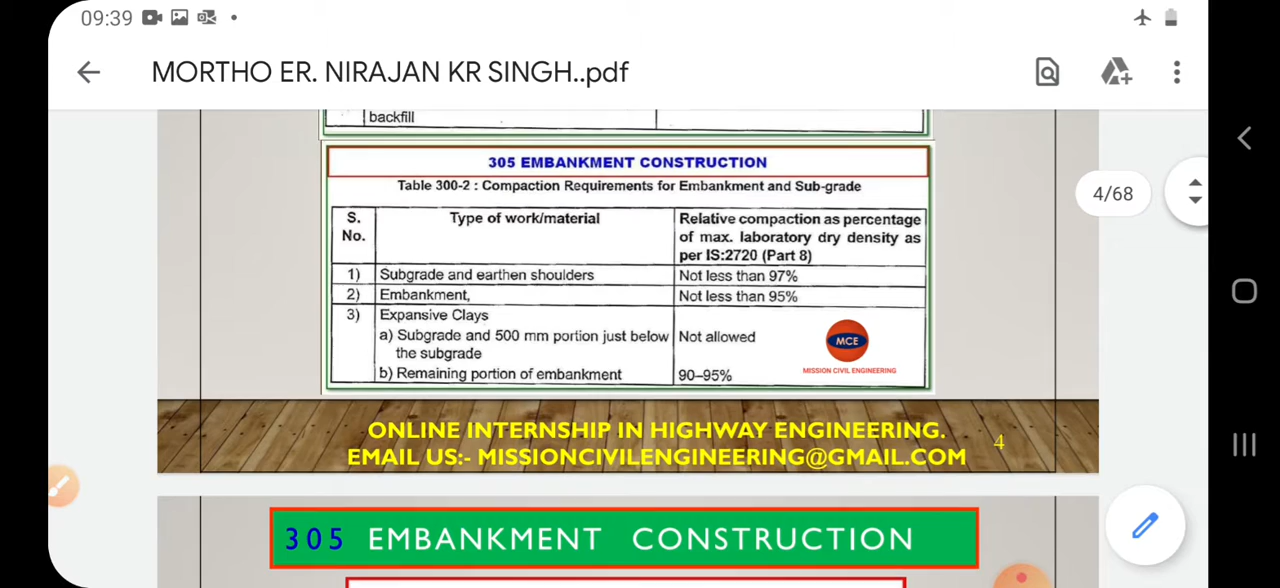 09:39
MORTHO ER. NIRAJAN KR SINGH..pdf
backfill
305 EMBANKMENT CONSTRUCTION
Table 300-2 : Compaction Requirements for Embankment and Sub-grade
S. No. Type of work/material Relative compaction as percentage of max. laboratory dry density as per IS:2720 (Part 8)
1) Subgrade and earthen shoulders Not less than 97%
2) Embankment, Not less than 95%
3) Expansive Clays
a) Subgrade and 500 mm portion just below the subgrade Not allowed
b) Remaining portion of embankment 90–95%
MCE
MISSION CIVIL ENGINEERING
4/68
ONLINE INTERNSHIP IN HIGHWAY ENGINEERING.
EMAIL US:- MISSIONCIVILENGINEERING@GMAIL.COM
4
305 EMBANKMENT CONSTRUCTION